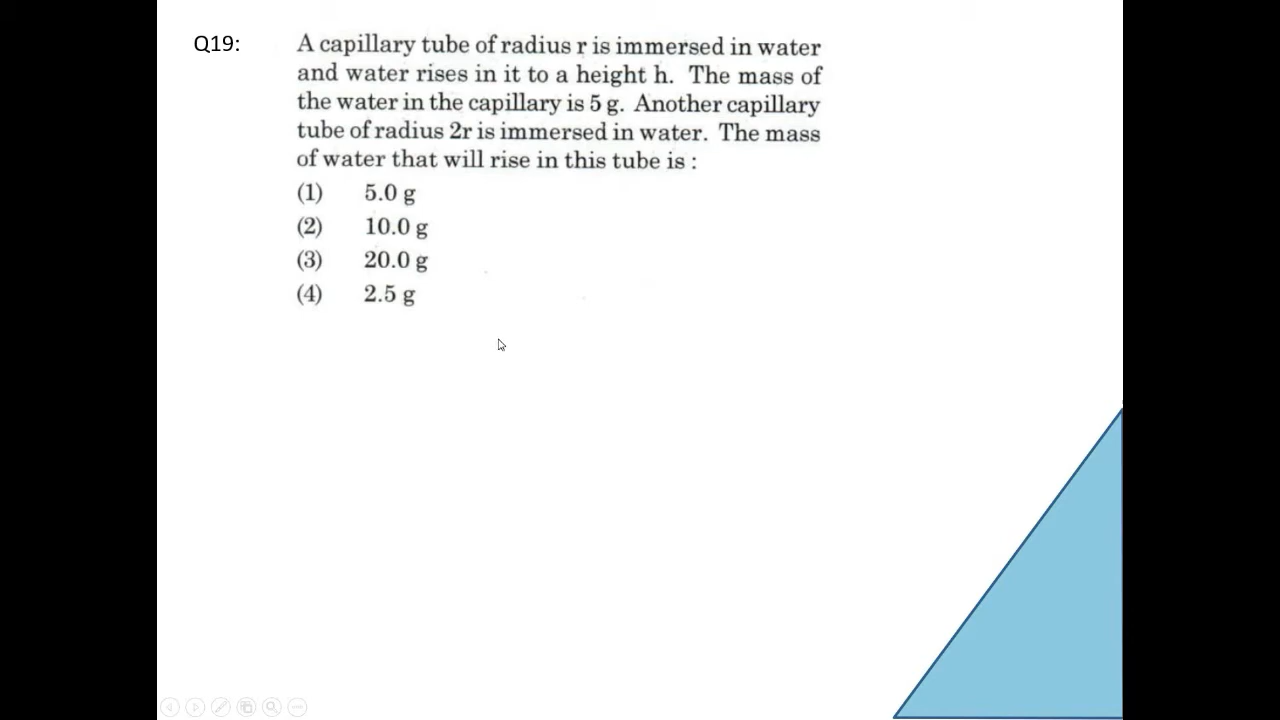 Q19:
A capillary tube of radius r is immersed in water
and water rises in it to a height h. The mass of
the water in the capillary is 5 g. Another capillary
tube of radius 2r is immersed in water. The mass
of water that will rise in this tube is :
(1) 5.0 g
(2) 10.0 g
(3) 20.0 g
(4) 2.5 g